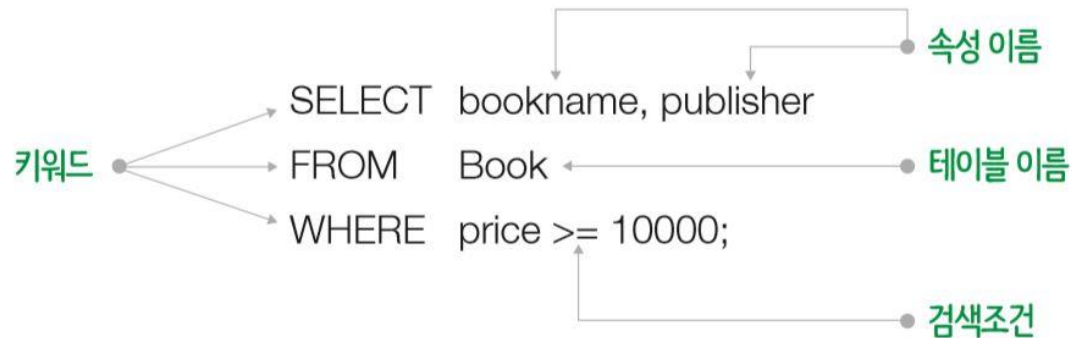 속성 이름
SELECT bookname, publisher
키워드
FROM Book
테이블 이름
WHERE price >= 10000;
검색조건